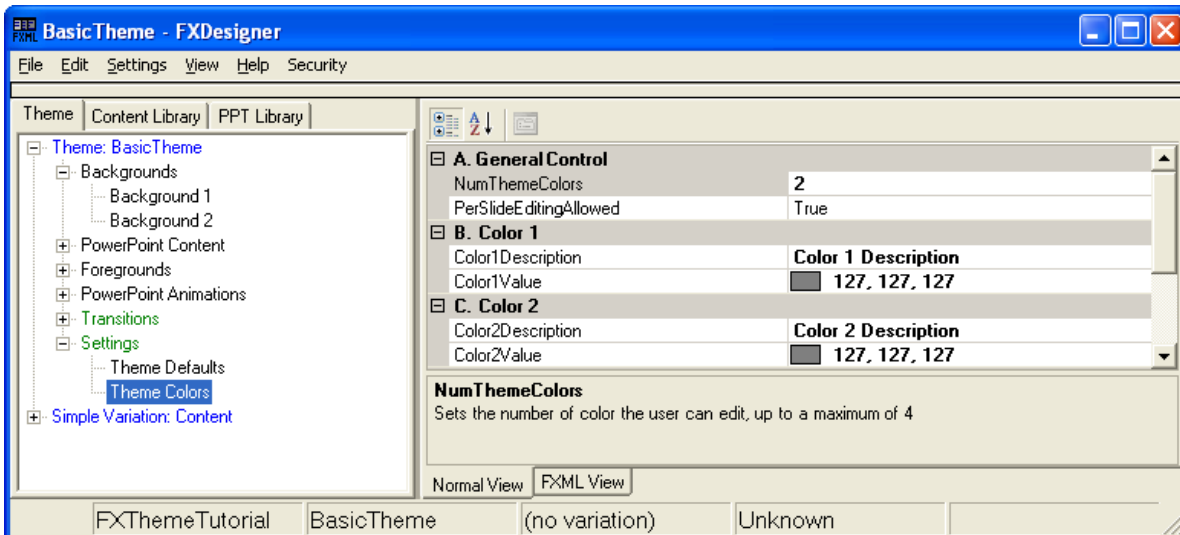 BasicTheme - FXDesigner
File Edit Settings View Help Security
Theme Content Library PPT Library
Theme: BasicTheme
Backgrounds
Background 1
Background 2
PowerPoint Content
Foregrounds
PowerPoint Animations
Transitions
Settings
Theme Defaults
Theme Colors
Simple Variation: Content
A. General Control
NumThemeColors 2
PerSlideEditingAllowed True
B. Color 1
Color1Description Color 1 Description
Color1Value 127, 127, 127
C. Color 2
Color2Description Color 2 Description
Color2Value 127, 127, 127
NumThemeColors
Sets the number of color the user can edit, up to a maximum of 4
Normal View FXML View
FXThemeTutorial BasicTheme (no variation) Unknown